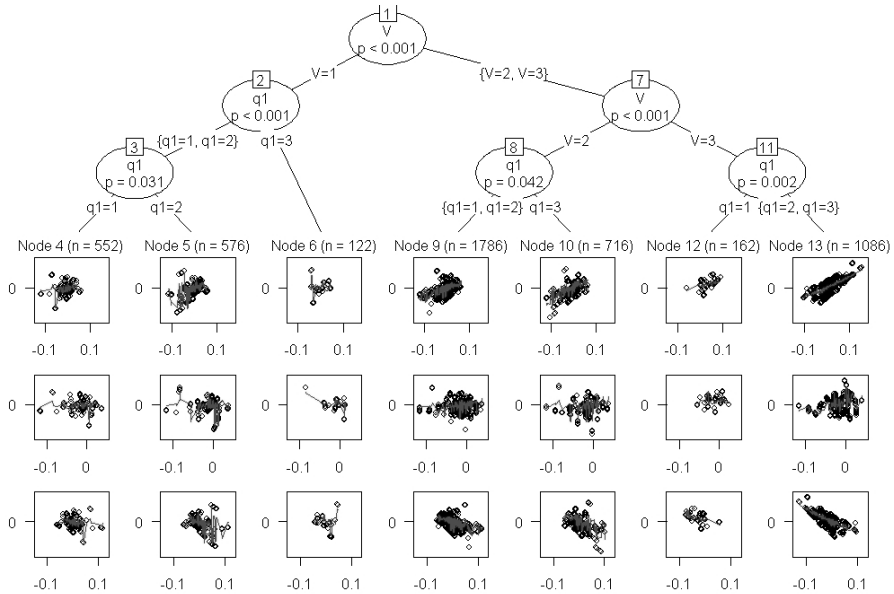 1
V
p < 0.001
V=1
{V=2, V=3}
2
q1
p < 0.001
7
V
p < 0.001
{q1=1, q1=2}
q1=3
V=2
V=3
3
q1
p = 0.031
8
q1
p = 0.042
11
q1
p = 0.002
q1=1
q1=2
{q1=1, q1=2}
q1=3
q1=1
{q1=2, q1=3}
Node 4 (n = 552)
Node 5 (n = 576)
Node 6 (n = 122)
Node 9 (n = 1786)
Node 10 (n = 716)
Node 12 (n = 162)
Node 13 (n = 1086)
0 0 0 0 0 0 0
-0.1 0.1 -0.1 0.1 -0.1 0.1 -0.1 0.1 -0.1 0.1 -0.1 0.1 -0.1 0.1
0 0 0 0 0 0 0
-0.1 0 -0.1 0 -0.1 0 -0.1 0 -0.1 0 -0.1 0 -0.1 0
0 0 0 0 0 0 0
-0.1 0.1 -0.1 0.1 -0.1 0.1 -0.1 0.1 -0.1 0.1 -0.1 0.1 -0.1 0.1